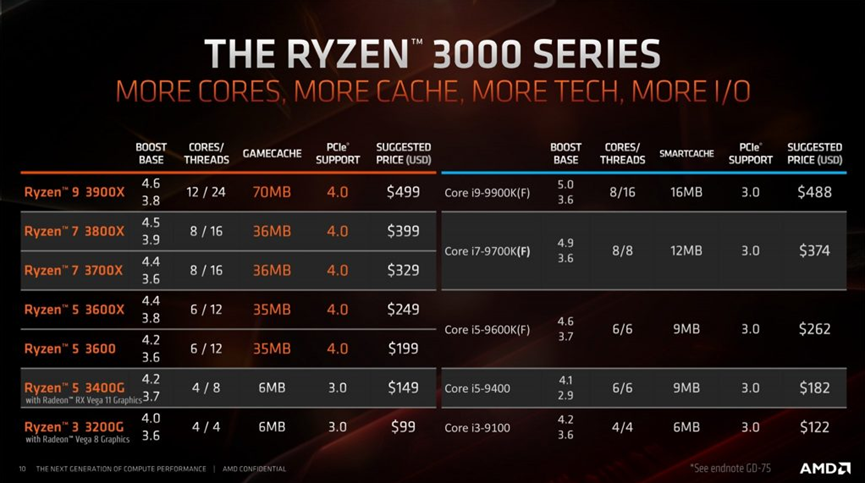 THE RYZEN™ 3000 SERIES
MORE CORES, MORE CACHE, MORE TECH, MORE I/O
BOOST BASE CORES/ THREADS GAMECACHE PCIe® SUPPORT SUGGESTED PRICE (USD)
Ryzen™ 9 3900X 4.6 3.8 12 / 24 70MB 4.0 $499
Ryzen™ 7 3800X 4.5 3.9 8 / 16 36MB 4.0 $399
Ryzen™ 7 3700X 4.4 3.6 8 / 16 36MB 4.0 $329
Ryzen™ 5 3600X 4.4 3.8 6 / 12 35MB 4.0 $249
Ryzen™ 5 3600 4.2 3.6 6 / 12 35MB 4.0 $199
Ryzen™ 5 3400G with Radeon™ RX Vega 11 Graphics 4.2 3.7 4 / 8 6MB 3.0 $149
Ryzen™ 3 3200G with Radeon™ Vega 8 Graphics 4.0 3.6 4 / 4 6MB 3.0 $99
BOOST BASE CORES/ THREADS SMARTCACHE PCIe® SUPPORT SUGGESTED PRICE (USD)
Core i9-9900K(F) 5.0 3.6 8/16 16MB 3.0 $488
Core i7-9700K(F) 4.9 3.6 8/8 12MB 3.0 $374
Core i5-9600K(F) 4.6 3.7 6/6 9MB 3.0 $262
Core i5-9400 4.1 2.9 6/6 9MB 3.0 $182
Core i3-9100 4.2 3.6 4/4 6MB 3.0 $122
10 THE NEXT GENERATION OF COMPUTE PERFORMANCE | AMD CONFIDENTIAL
*See endnote GD-75
AMD